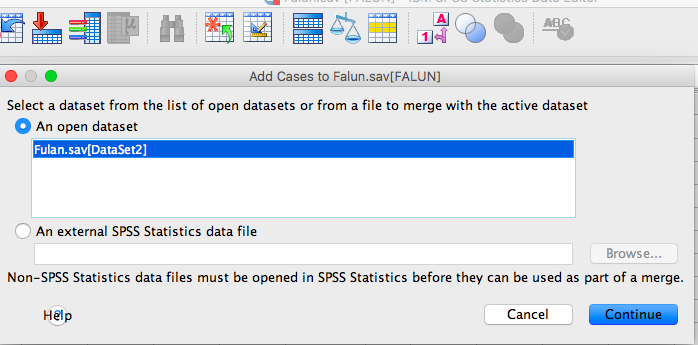 A
1
ABC
Add Cases to Falun.sav[FALUN]
Select a dataset from the list of open datasets or from a file to merge with the active dataset
An open dataset
Fulan.sav[DataSet2]
An external SPSS Statistics data file
Browse...
Non-SPSS Statistics data files must be opened in SPSS Statistics before they can be used as part of a merge.
Help
Cancel
Continue